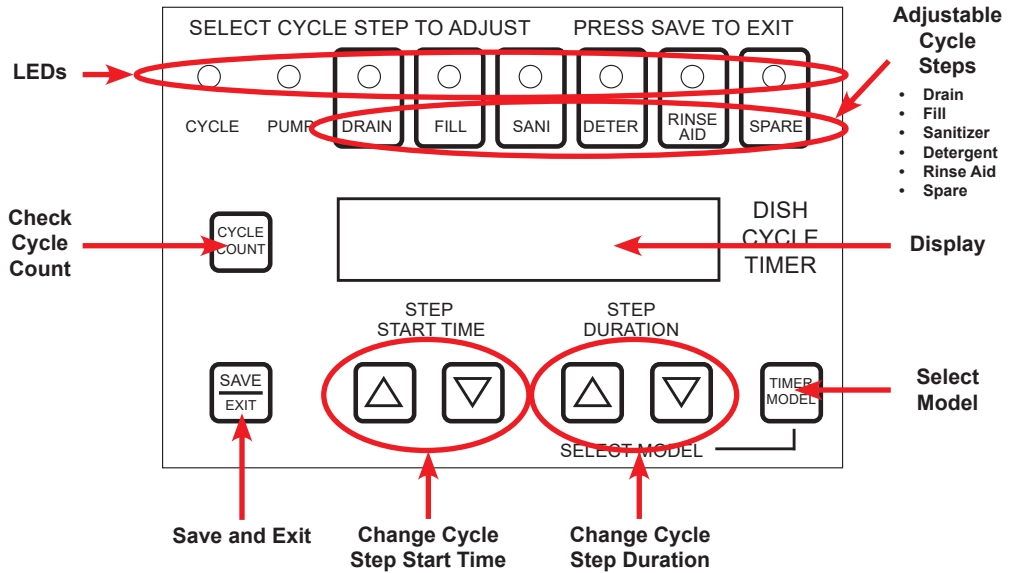 SELECT CYCLE STEP TO ADJUST PRESS SAVE TO EXIT
Adjustable
Cycle
Steps
• Drain
• Fill
• Sanitizer
• Detergent
• Rinse Aid
• Spare
LEDs
CYCLE PUMP DRAIN FILL SANI DETER RINSE
AID SPARE
Check
Cycle
Count
CYCLE
COUNT
DISH
CYCLE
TIMER
Display
STEP
START TIME
STEP
DURATION
SAVE
EXIT
TIMER
MODEL
SELECT MODEL
Select
Model
Save and Exit
Change Cycle
Step Start Time
Change Cycle
Step Duration